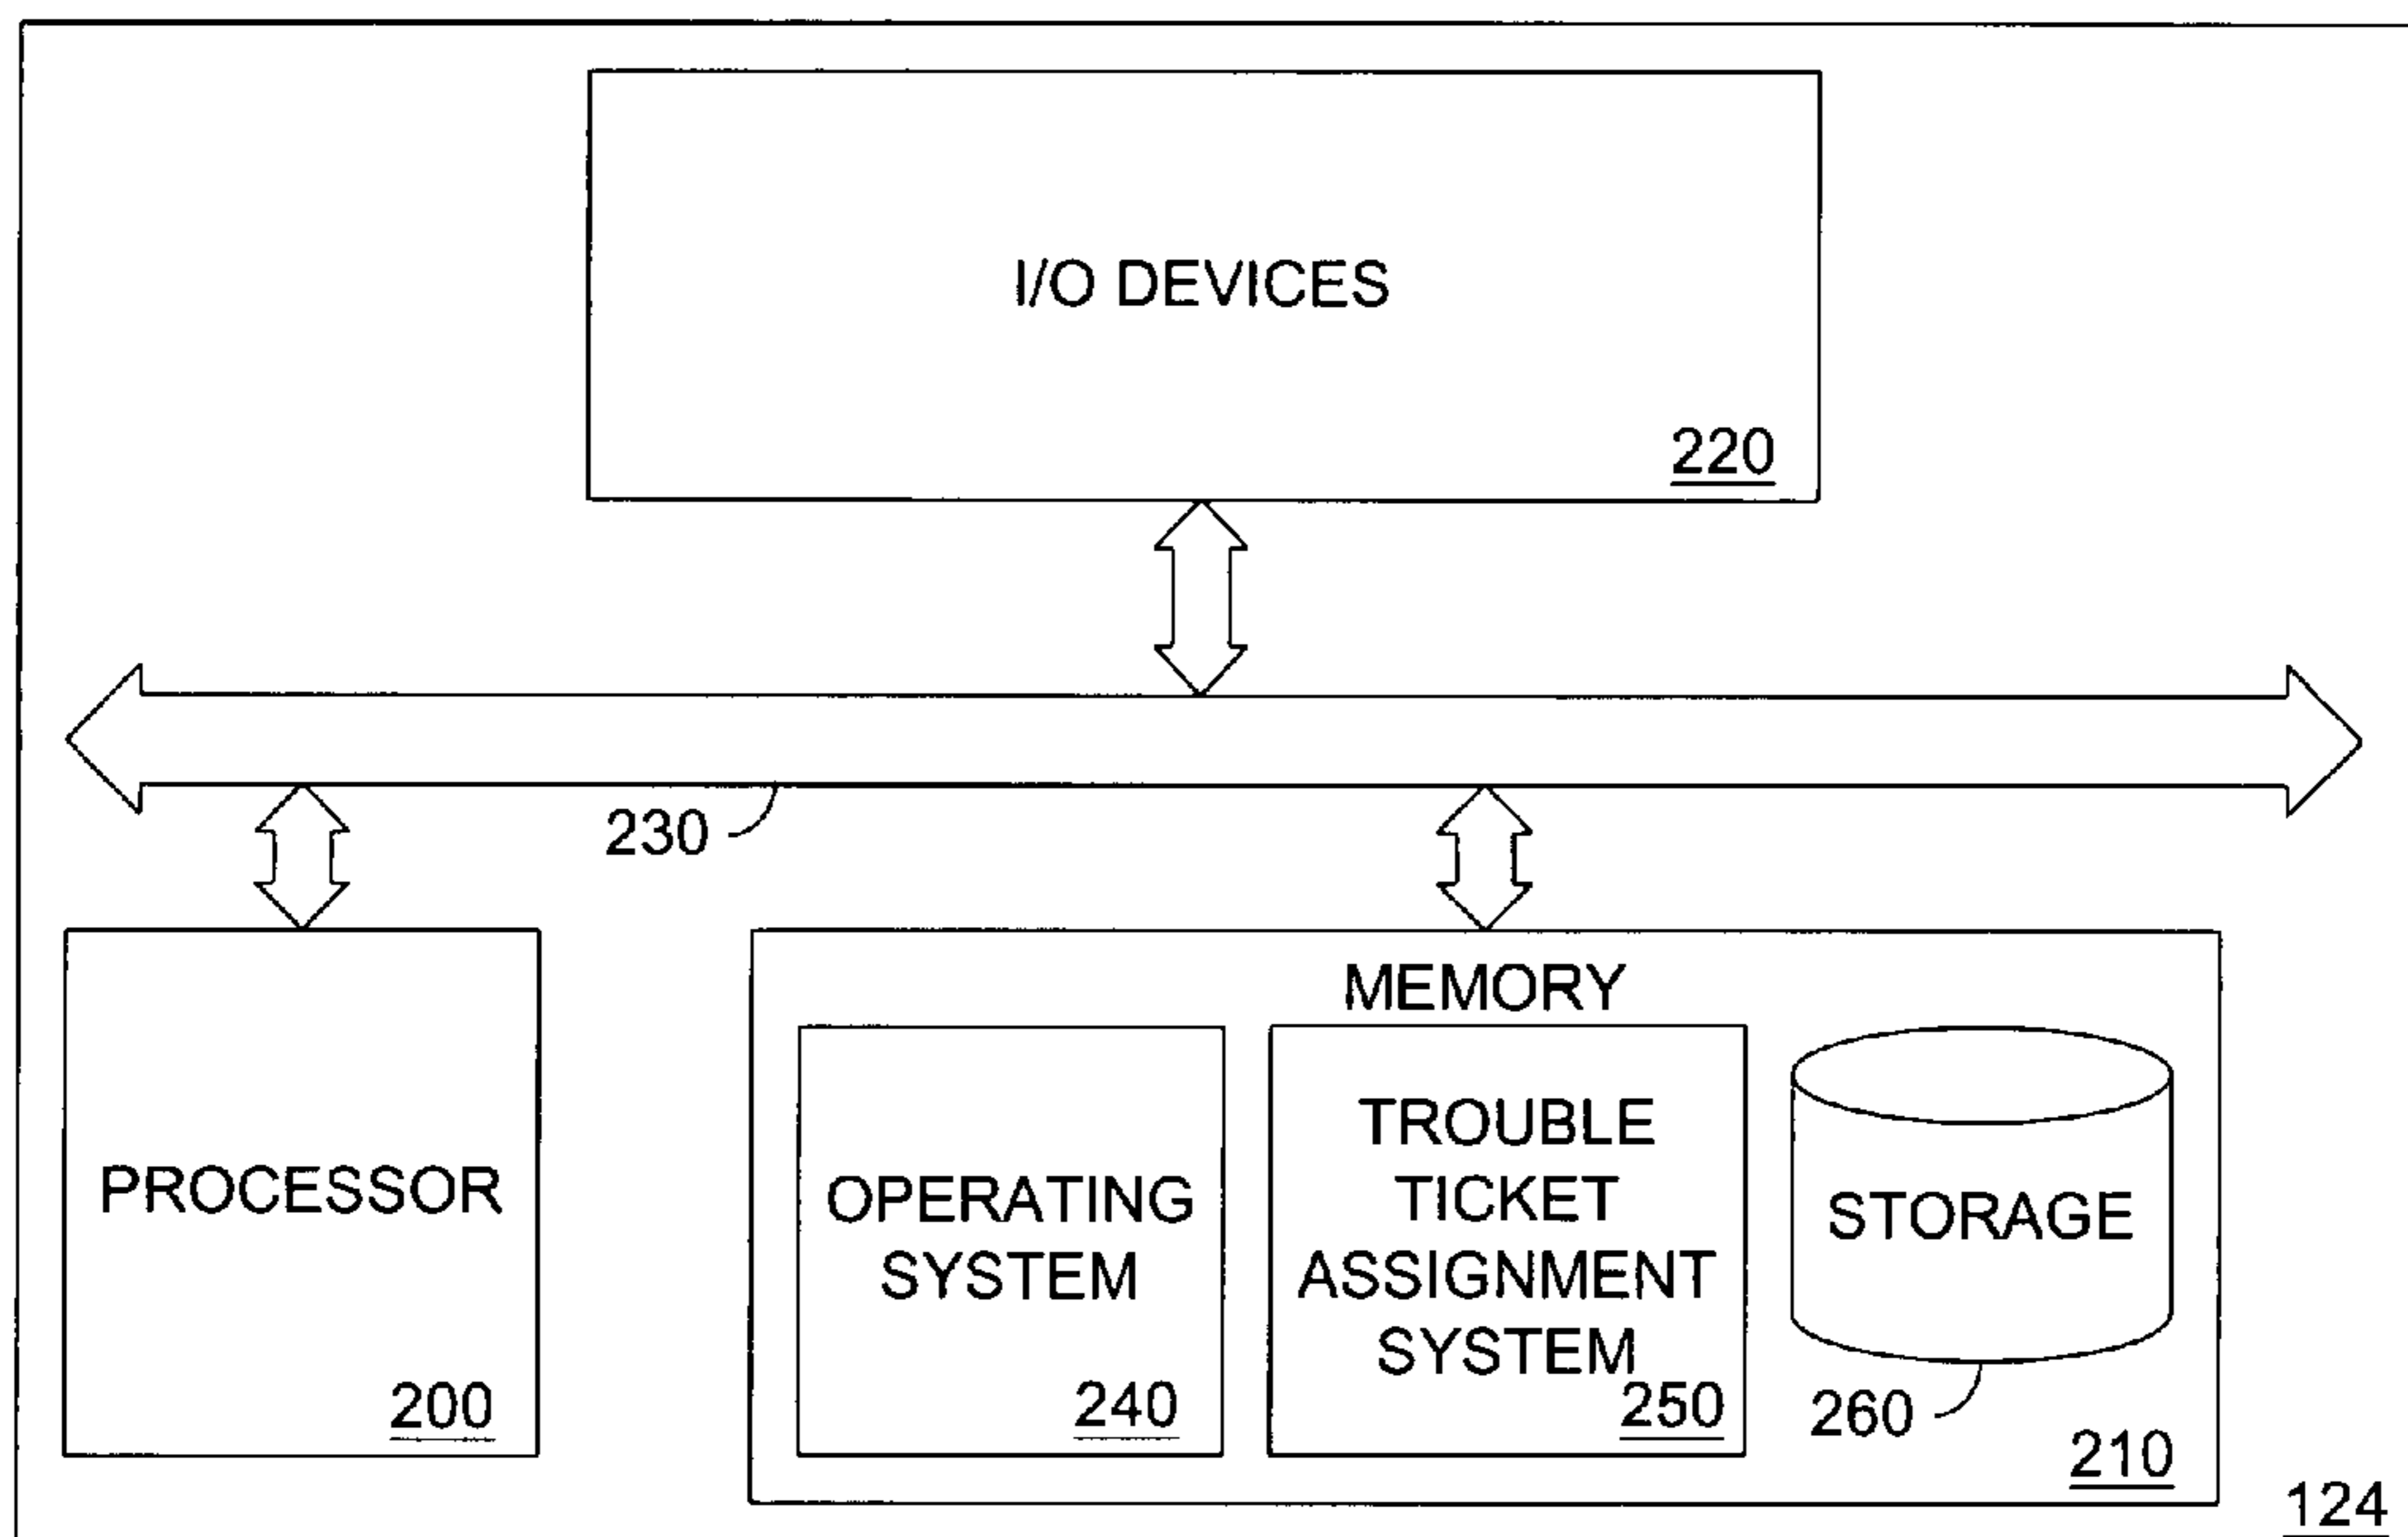 I/O DEVICES
220
230
PROCESSOR
200
MEMORY
OPERATING
SYSTEM
240
TROUBLE
TICKET
ASSIGNMENT
SYSTEM
250
STORAGE
260
210
124